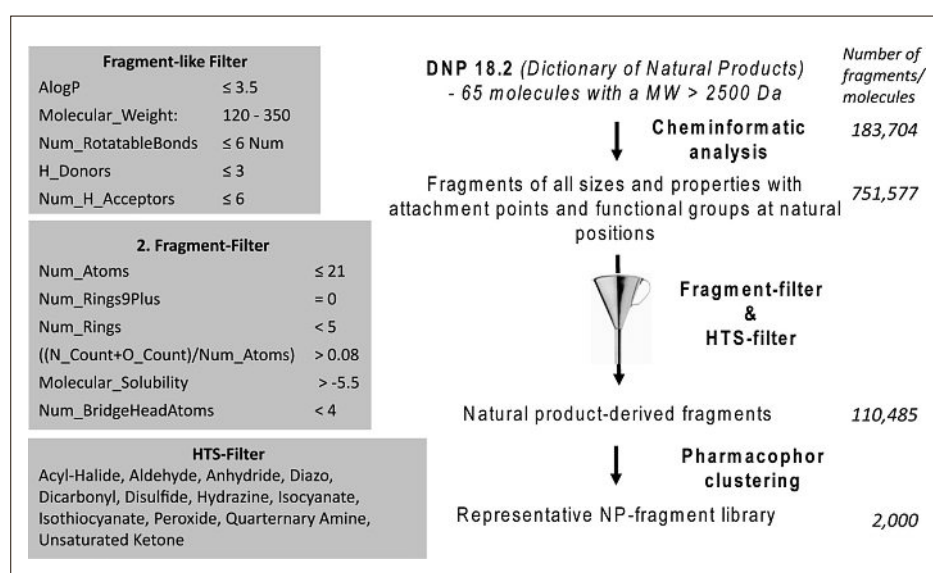 Fragment-like Filter
AlogP ≤ 3.5
Molecular_Weight: 120 - 350
Num_RotatableBonds ≤ 6 Num
H_Donors ≤ 3
Num_H_Acceptors ≤ 6
2. Fragment-Filter
Num_Atoms ≤ 21
Num_Rings9Plus = 0
Num_Rings < 5
((N_Count+O_Count)/Num_Atoms) > 0.08
Molecular_Solubility > -5.5
Num_BridgeHeadAtoms < 4
HTS-Filter
Acyl-Halide, Aldehyde, Anhydride, Diazo,
Dicarbonyl, Disulfide, Hydrazine, Isocyanate,
Isothiocyanate, Peroxide, Quarternary Amine,
Unsaturated Ketone
DNP 18.2 (Dictionary of Natural Products)
- 65 molecules with a MW > 2500 Da
Number of
fragments/
molecules
Cheminformatic
analysis
183,704
Fragments of all sizes and properties with
attachment points and functional groups at natural
positions
751,577
Fragment-filter
&
HTS-filter
Natural product-derived fragments 110,485
Pharmacophor
clustering
Representative NP-fragment library 2,000